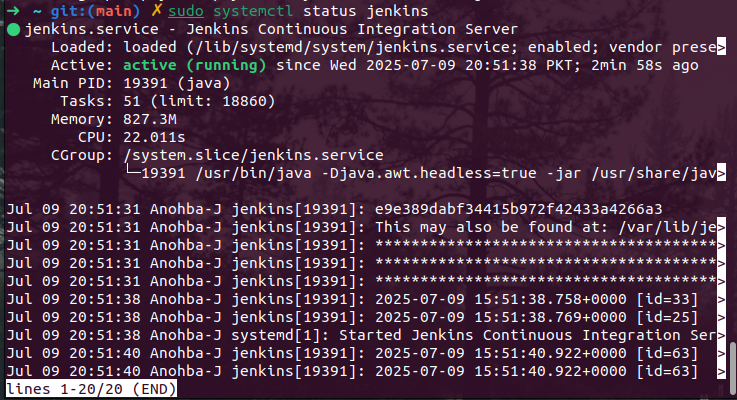 ➜ ~ git:(main) ✗ sudo systemctl status jenkins
● jenkins.service - Jenkins Continuous Integration Server
Loaded: loaded (/lib/systemd/system/jenkins.service; enabled; vendor prese>
Active: active (running) since Wed 2025-07-09 20:51:38 PKT; 2min 58s ago
Main PID: 19391 (java)
Tasks: 51 (limit: 18860)
Memory: 827.3M
CPU: 22.011s
CGroup: /system.slice/jenkins.service
└─19391 /usr/bin/java -Djava.awt.headless=true -jar /usr/share/jav>
Jul 09 20:51:31 Anohba-J jenkins[19391]: e9e389dabf34415b972f42433a4266a3
Jul 09 20:51:31 Anohba-J jenkins[19391]: This may also be found at: /var/lib/je>
Jul 09 20:51:31 Anohba-J jenkins[19391]: **************************************>
Jul 09 20:51:31 Anohba-J jenkins[19391]: **************************************>
Jul 09 20:51:31 Anohba-J jenkins[19391]: **************************************>
Jul 09 20:51:38 Anohba-J jenkins[19391]: 2025-07-09 15:51:38.758+0000 [id=33] >
Jul 09 20:51:38 Anohba-J jenkins[19391]: 2025-07-09 15:51:38.769+0000 [id=25] >
Jul 09 20:51:38 Anohba-J systemd[1]: Started Jenkins Continuous Integration Ser>
Jul 09 20:51:40 Anohba-J jenkins[19391]: 2025-07-09 15:51:40.922+0000 [id=63] >
Jul 09 20:51:40 Anohba-J jenkins[19391]: 2025-07-09 15:51:40.922+0000 [id=63] >
lines 1-20/20 (END)